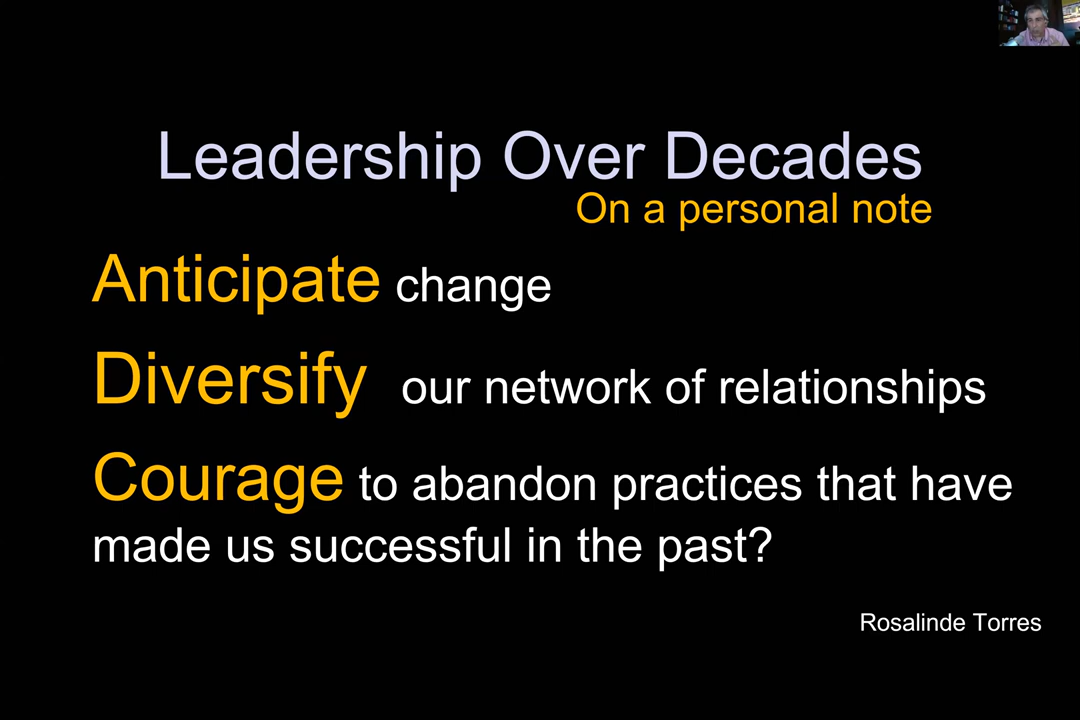 Leadership Over Decades
On a personal note
Anticipate change
Diversify our network of relationships
Courage to abandon practices that have
made us successful in the past?
Rosalinde Torres